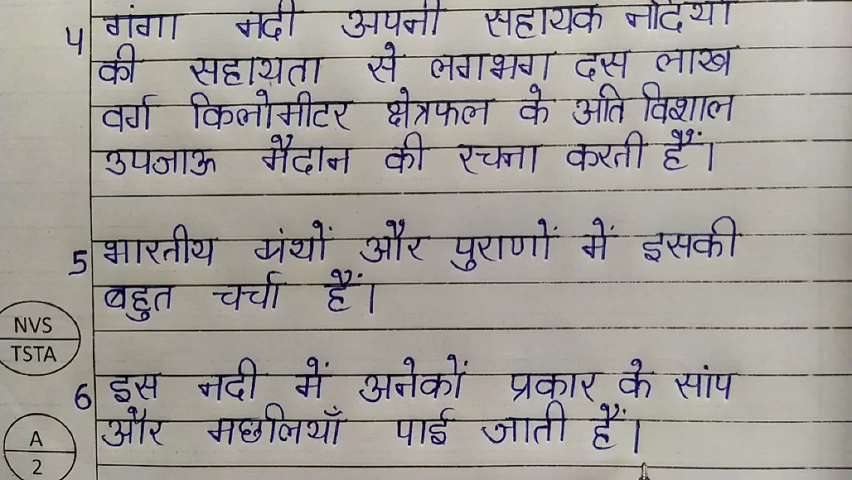 4 गंगा नदी अपनी सहायक नदियों
की सहायता से लगभग दस लाख
वर्ग किलोमीटर क्षेत्रफल के अति विशाल
उपजाऊ मैदान की रचना करती हैं।
5 भारतीय ग्रंथों और पुराणों में इसकी
बहुत चर्चा हैं।
NVS
TSTA
6 इस नदी में अनेकों प्रकार के सांप
और मछलियाँ पाई जाती हैं।
A
2